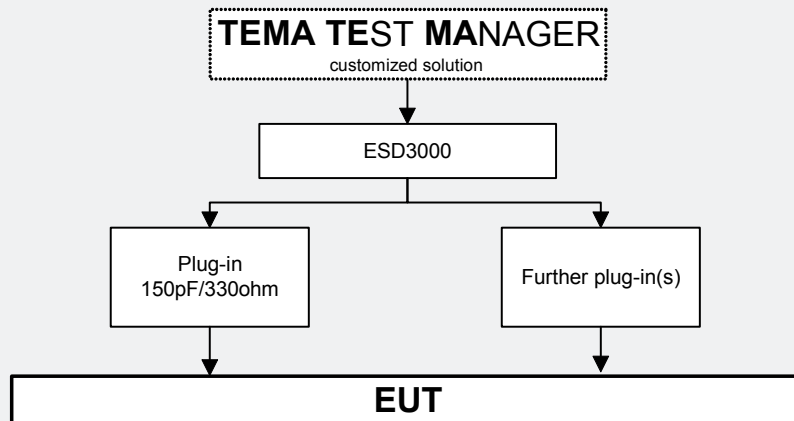 TEMA TEST MANAGER
customized solution
ESD3000
Plug-in
150pF/330ohm
Further plug-in(s)
EUT